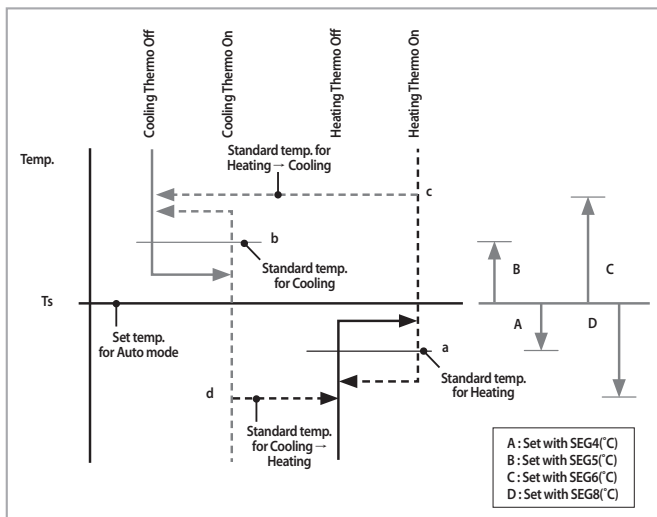 Cooling Thermo Off
Cooling Thermo On
Heating Thermo Off
Heating Thermo On
Temp.
Standard temp. for
Heating → Cooling
c
b
Standard temp.
for Cooling
B
C
Ts
Set temp.
for Auto mode
A
D
a
Standard temp.
for Heating
d
Standard temp.
for Cooling →
Heating
A : Set with SEG4(˚C)
B : Set with SEG5(˚C)
C : Set with SEG6(˚C)
D : Set with SEG8(˚C)